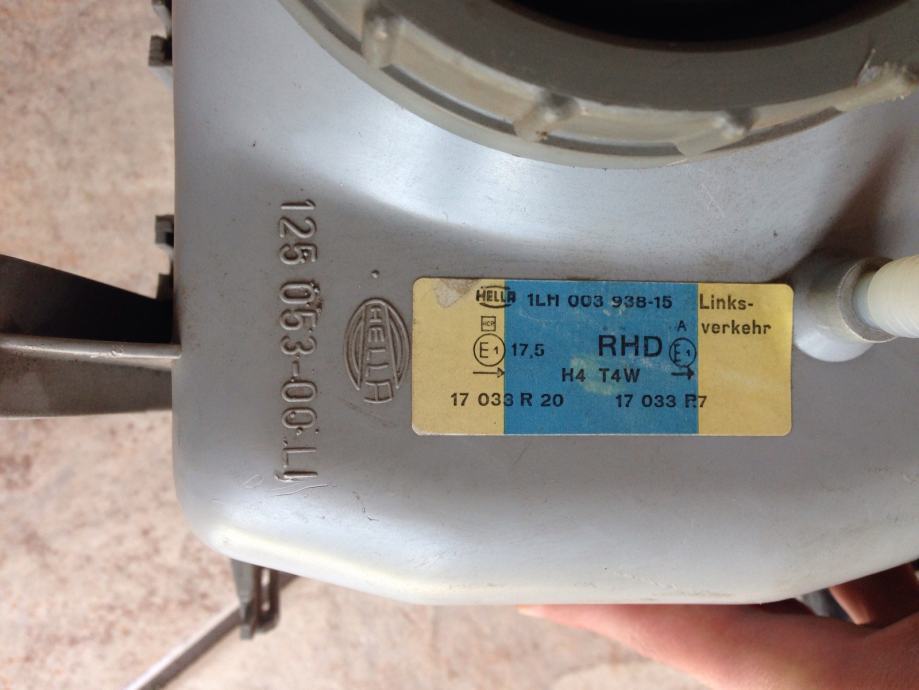 125 053-00 L
HELLA
HELLA 1LH 003 938-15 Links-
verkehr
HCR A
E1 17,5 RHD E1
H4 T4W
17 033 R 20 17 033 R7